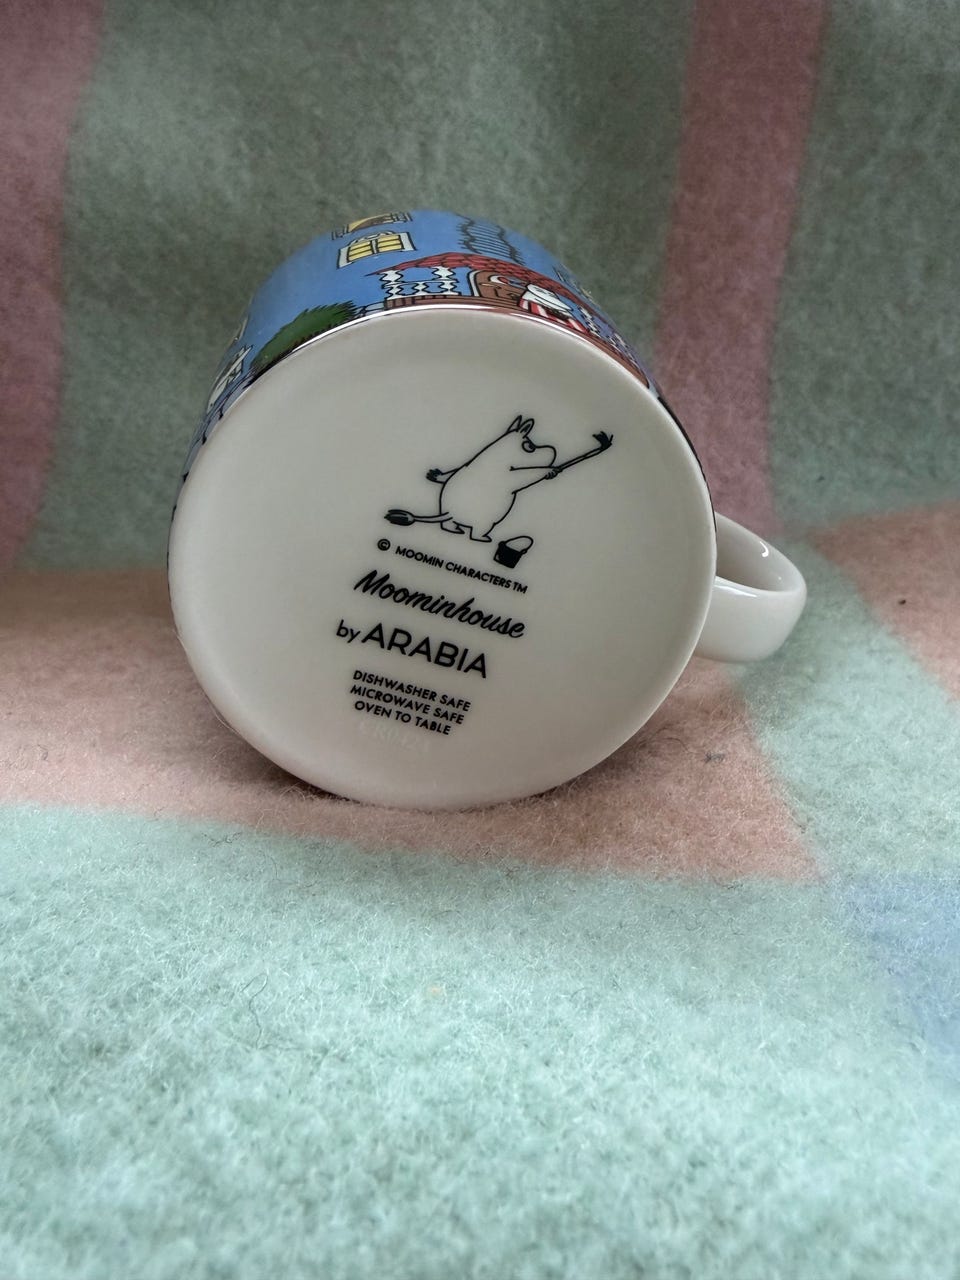 © MOOMIN CHARACTERS TM
Moominhouse
by ARABIA
DISHWASHER SAFE
MICROWAVE SAFE
OVEN TO TABLE